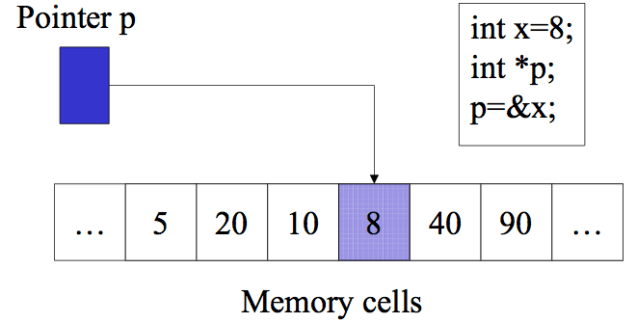 Pointer p
int x=8;
int *p;
p=&x;
... 5 20 10 8 40 90 ...
Memory cells